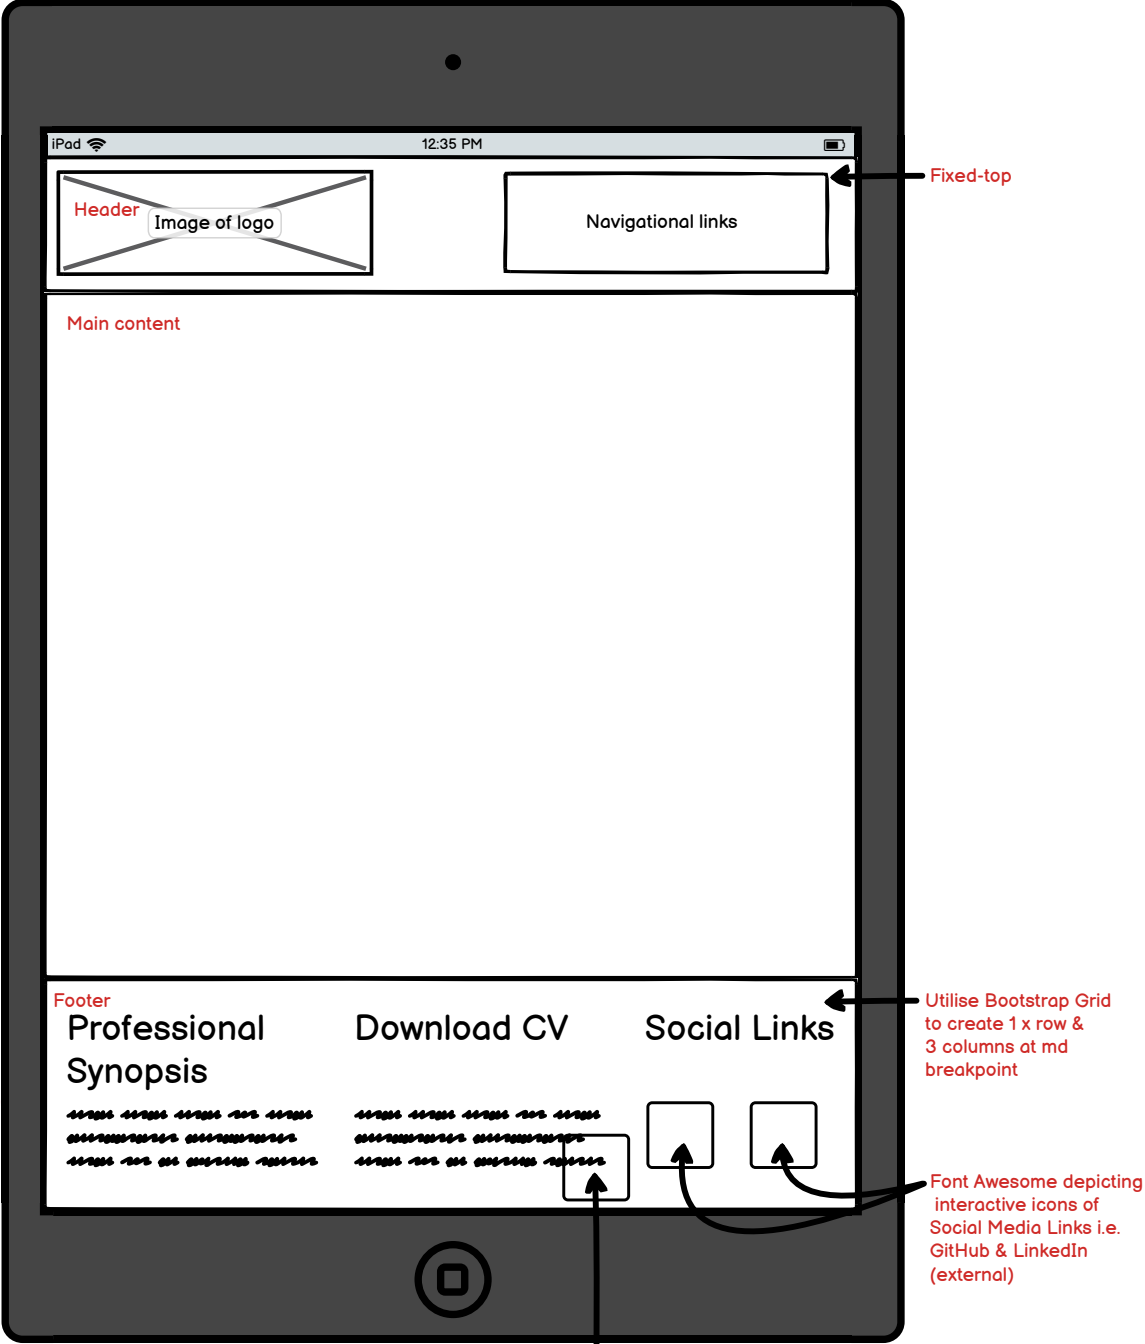 iPad
12:35 PM
Fixed-top
Header
Image of logo
Navigational links
Main content
Footer
Professional
Synopsis
Download CV
Social Links
Utilise Bootstrap Grid
to create 1 x row &
3 columns at md
breakpoint
Font Awesome depicting
interactive icons of
Social Media Links i.e.
GitHub & LinkedIn
(external)